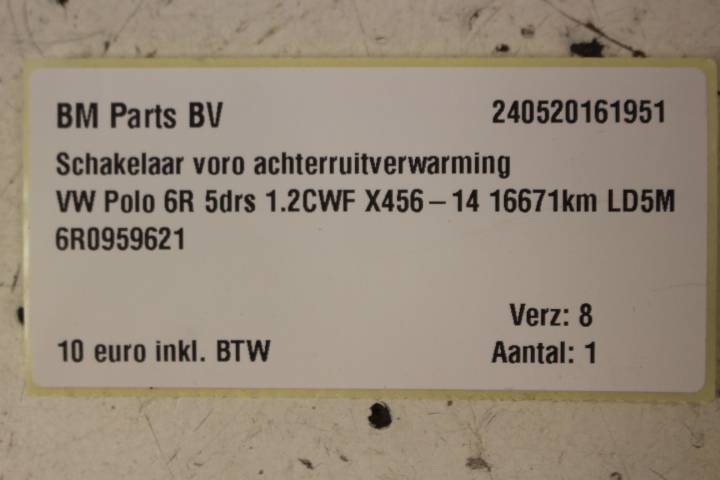 BM Parts BV 240520161951
Schakelaar voro achterruitverwarming
VW Polo 6R 5drs 1.2CWF X456-14 16671km LD5M
6R0959621
Verz: 8
10 euro inkl. BTW Aantal: 1